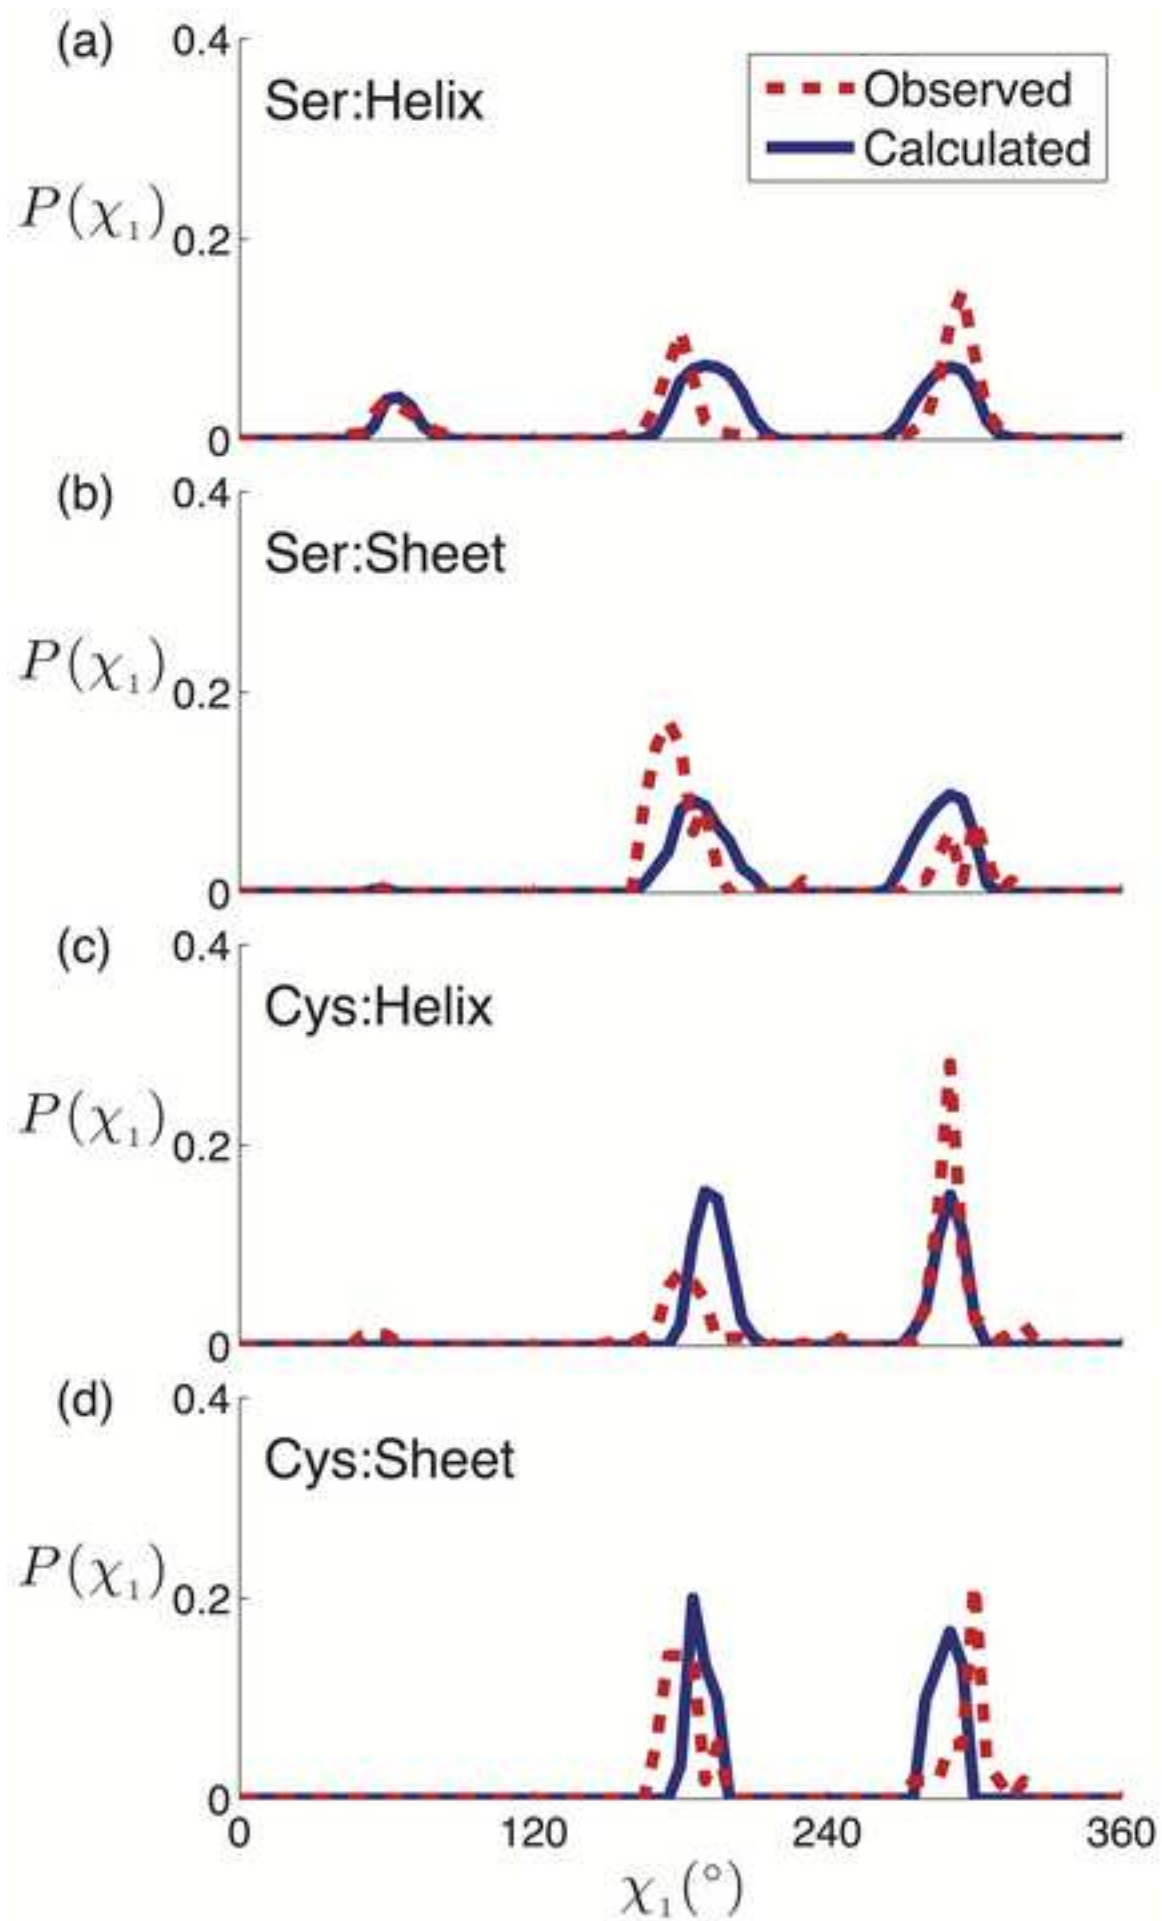 (a)
0.4
Ser:Helix
Observed
Calculated
P(χ₁)
0.2
0
(b)
0.4
Ser:Sheet
P(χ₁)
0.2
0
(c)
0.4
Cys:Helix
P(χ₁)
0.2
0
(d)
0.4
Cys:Sheet
P(χ₁)
0.2
0
0 120 240 360
χ₁(°)